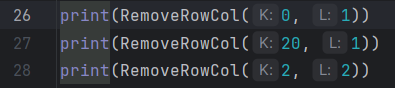 26 print(RemoveRowCol( K: 0, L: 1))
27 print(RemoveRowCol( K: 20, L: 1))
28 print(RemoveRowCol( K: 2, L: 2))